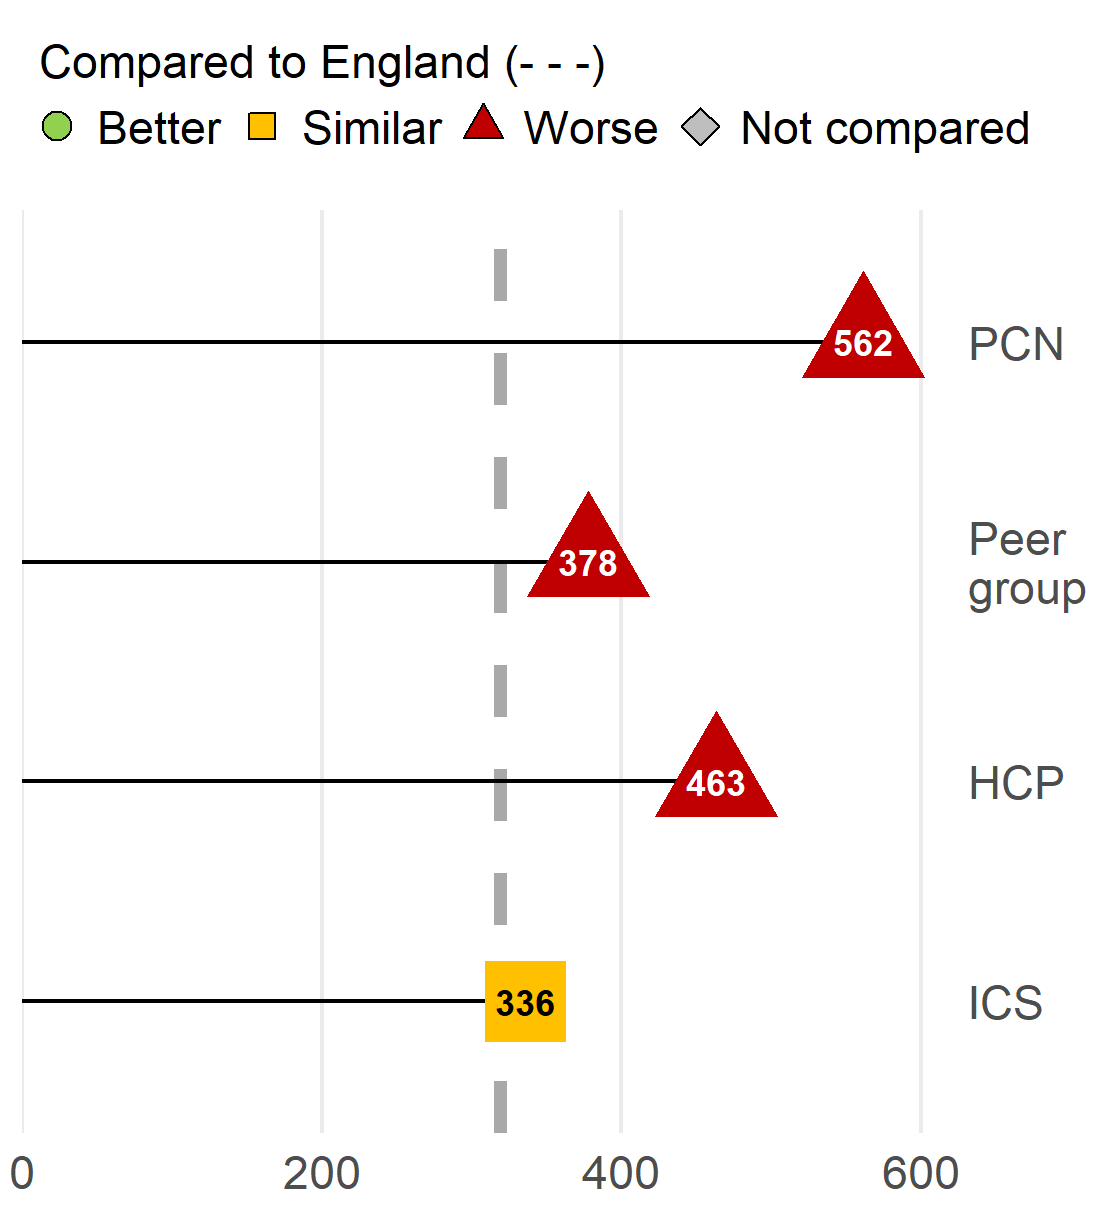 Compared to England (- - -)
Better Similar Worse Not compared
562 PCN
Peer
378
group
463 HCP
336 ICS
0 200 400 600